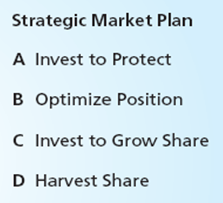 Strategic Market Plan
A Invest to Protect
B Optimize Position
C Invest to Grow Share
D Harvest Share